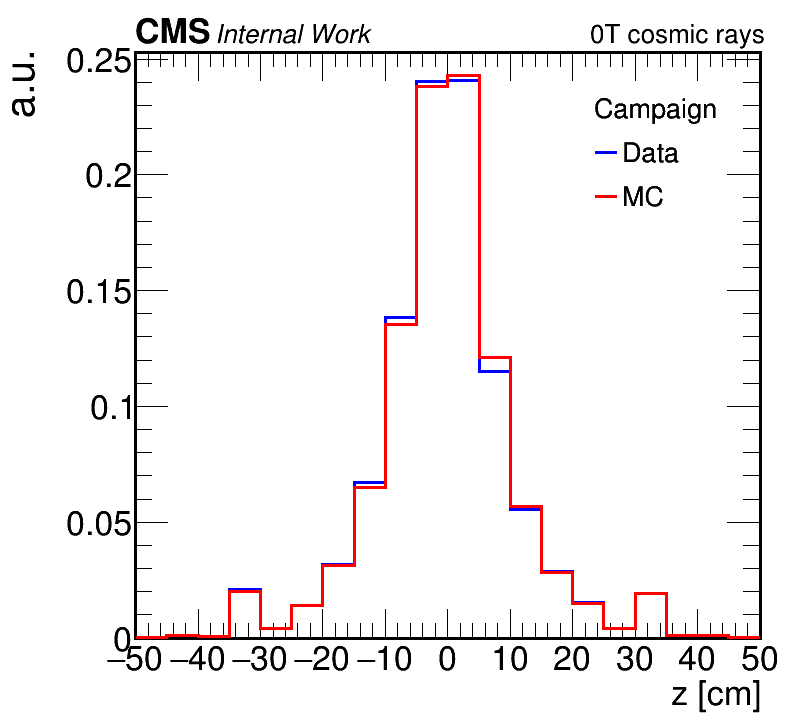 CMS Internal Work 0T cosmic rays
a.u.
0.25
0.2
0.15
0.1
0.05
0
Campaign
Data
MC
−50 −40 −30 −20 −10 0 10 20 30 40 50
z [cm]